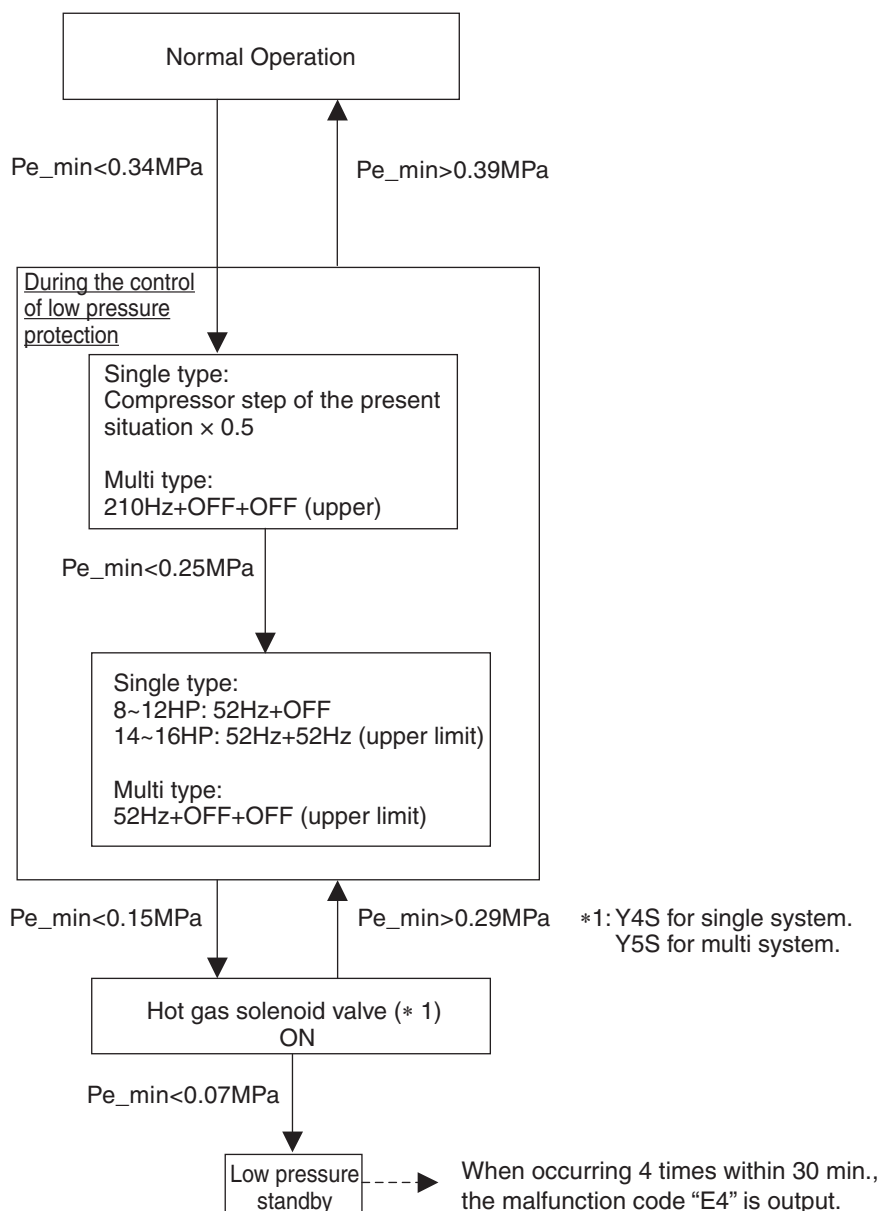 Normal Operation
Pe_min<0.34MPa
Pe_min>0.39MPa
During the control
of low pressure
protection
Single type:
Compressor step of the present
situation × 0.5
Multi type:
210Hz+OFF+OFF (upper)
Pe_min<0.25MPa
Single type:
8~12HP: 52Hz+OFF
14~16HP: 52Hz+52Hz (upper limit)
Multi type:
52Hz+OFF+OFF (upper limit)
Pe_min<0.15MPa
Pe_min>0.29MPa
*1: Y4S for single system.
Y5S for multi system.
Hot gas solenoid valve (* 1)
ON
Pe_min<0.07MPa
Low pressure
standby
When occurring 4 times within 30 min.,
the malfunction code “E4” is output.